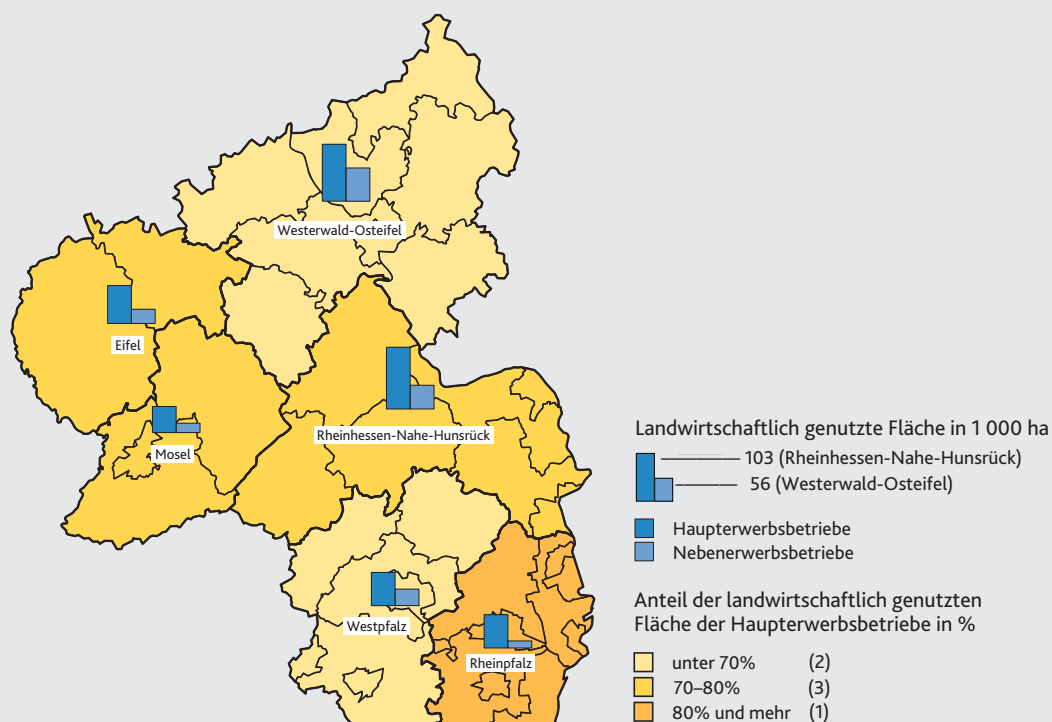 Westerwald-Osteifel
Eifel
Mosel
Rheinhessen-Nahe-Hunsrück
Westpfalz
Rheinpfalz
Landwirtschaftlich genutzte Fläche in 1 000 ha
103 (Rheinhessen-Nahe-Hunsrück)
56 (Westerwald-Osteifel)
Haupterwerbsbetriebe
Nebenerwerbsbetriebe
Anteil der landwirtschaftlich genutzten
Fläche der Haupterwerbsbetriebe in %
unter 70% (2)
70–80% (3)
80% und mehr (1)